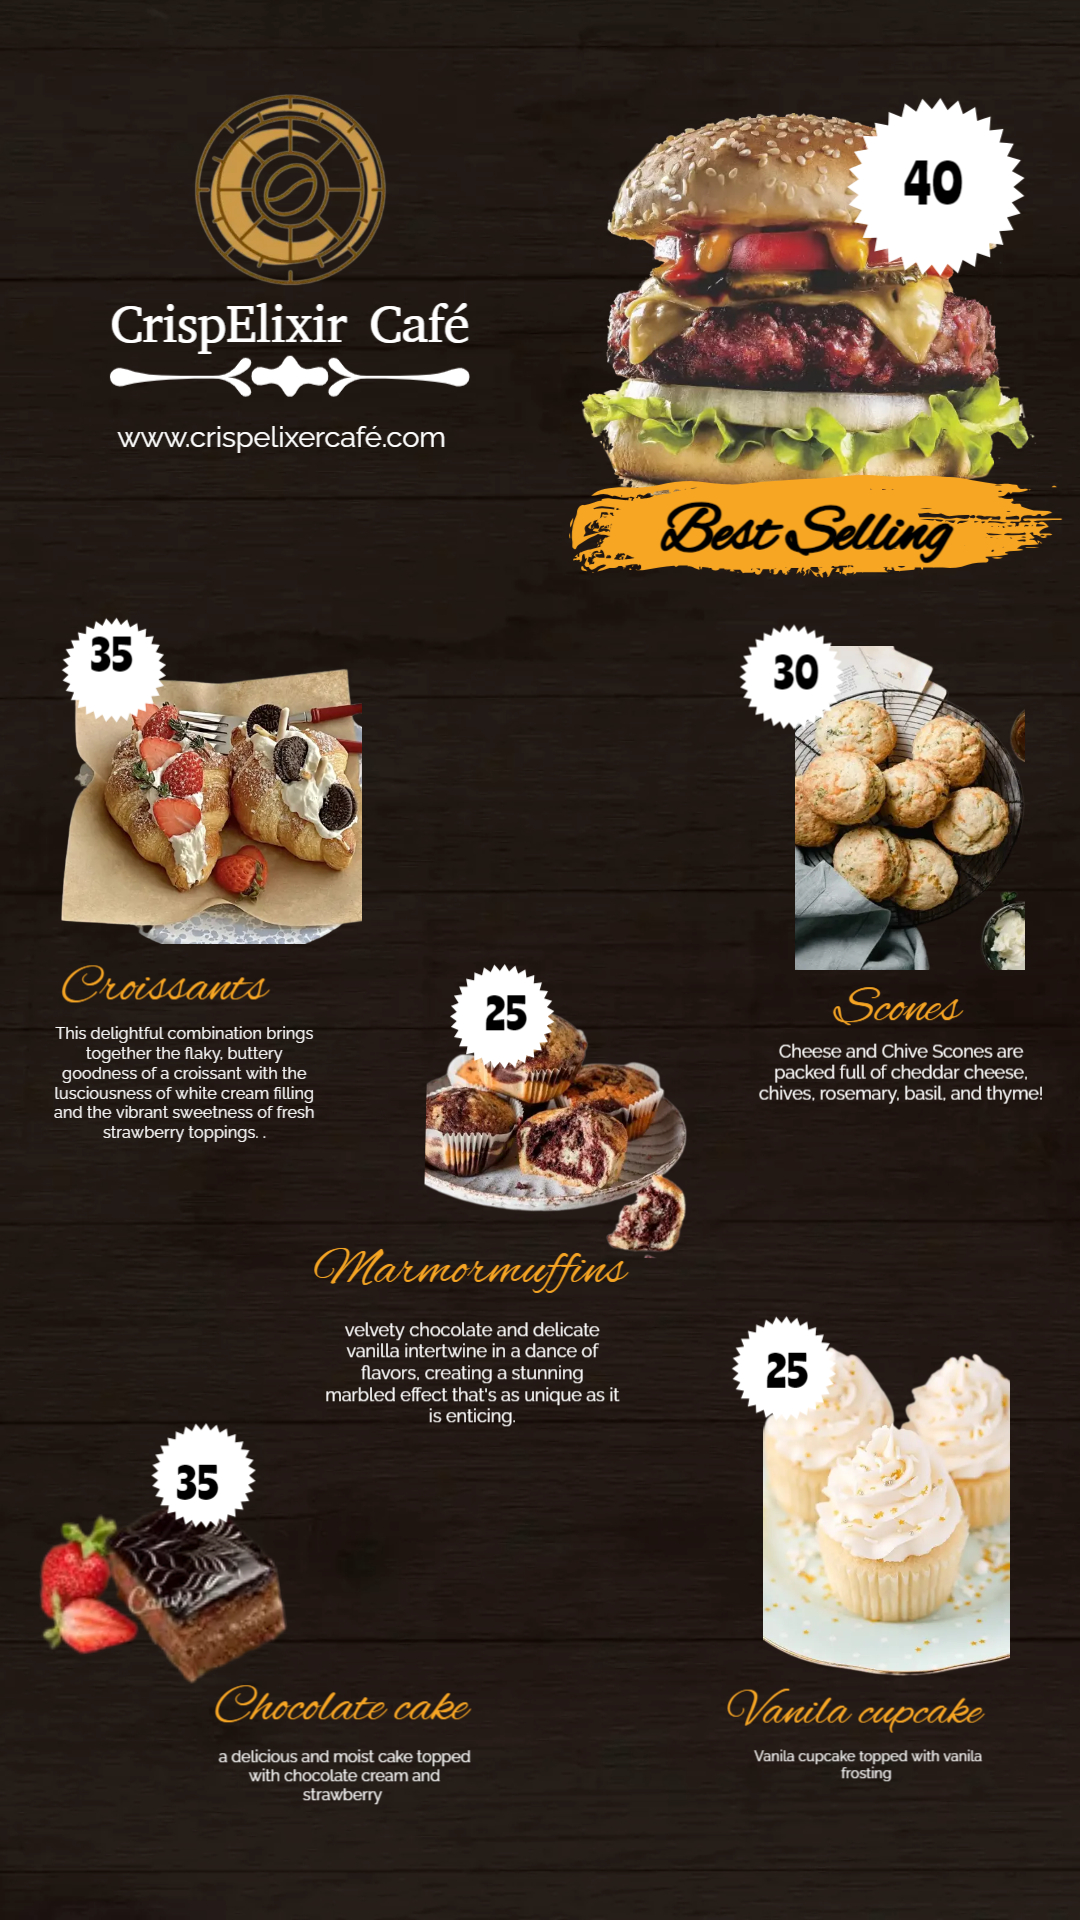 40
CrispElixir Café
www.crispelixercafé.com
Best Selling
35
Croissants
This delightful combination brings
together the flaky, buttery
goodness of a croissant with the
lusciousness of white cream filling
and the vibrant sweetness of fresh
strawberry toppings. .
30
Scones
Cheese and Chive Scones are
packed full of cheddar cheese,
chives, rosemary, basil, and thyme!
25
Marmormuffins
velvety chocolate and delicate
vanilla intertwine in a dance of
flavors, creating a stunning
marbled effect that's as unique as it
is enticing.
35
Canva
Chocolate cake
a delicious and moist cake topped
with chocolate cream and
strawberry
25
Vanila cupcake
Vanila cupcake topped with vanila
frosting